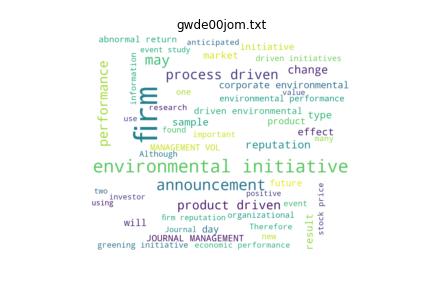 gwde00jom.txt
abnormal return
anticipated
event study
initiative
may
market
driven initiatives
information
performance
process driven
change
corporate environmental
value
one
environmental performance
research
firm
driven environmental
type
use
sample
product
found
important
effect
many
MANAGEMENT VOL
reputation
Although
environmental initiative
announcement
future
two
positive
investor
stock price
using
product driven
event
firm reputation
organizational
will
Journal
day
Therefore
result
JOURNAL MANAGEMENT
new
greening initiative
economic performance